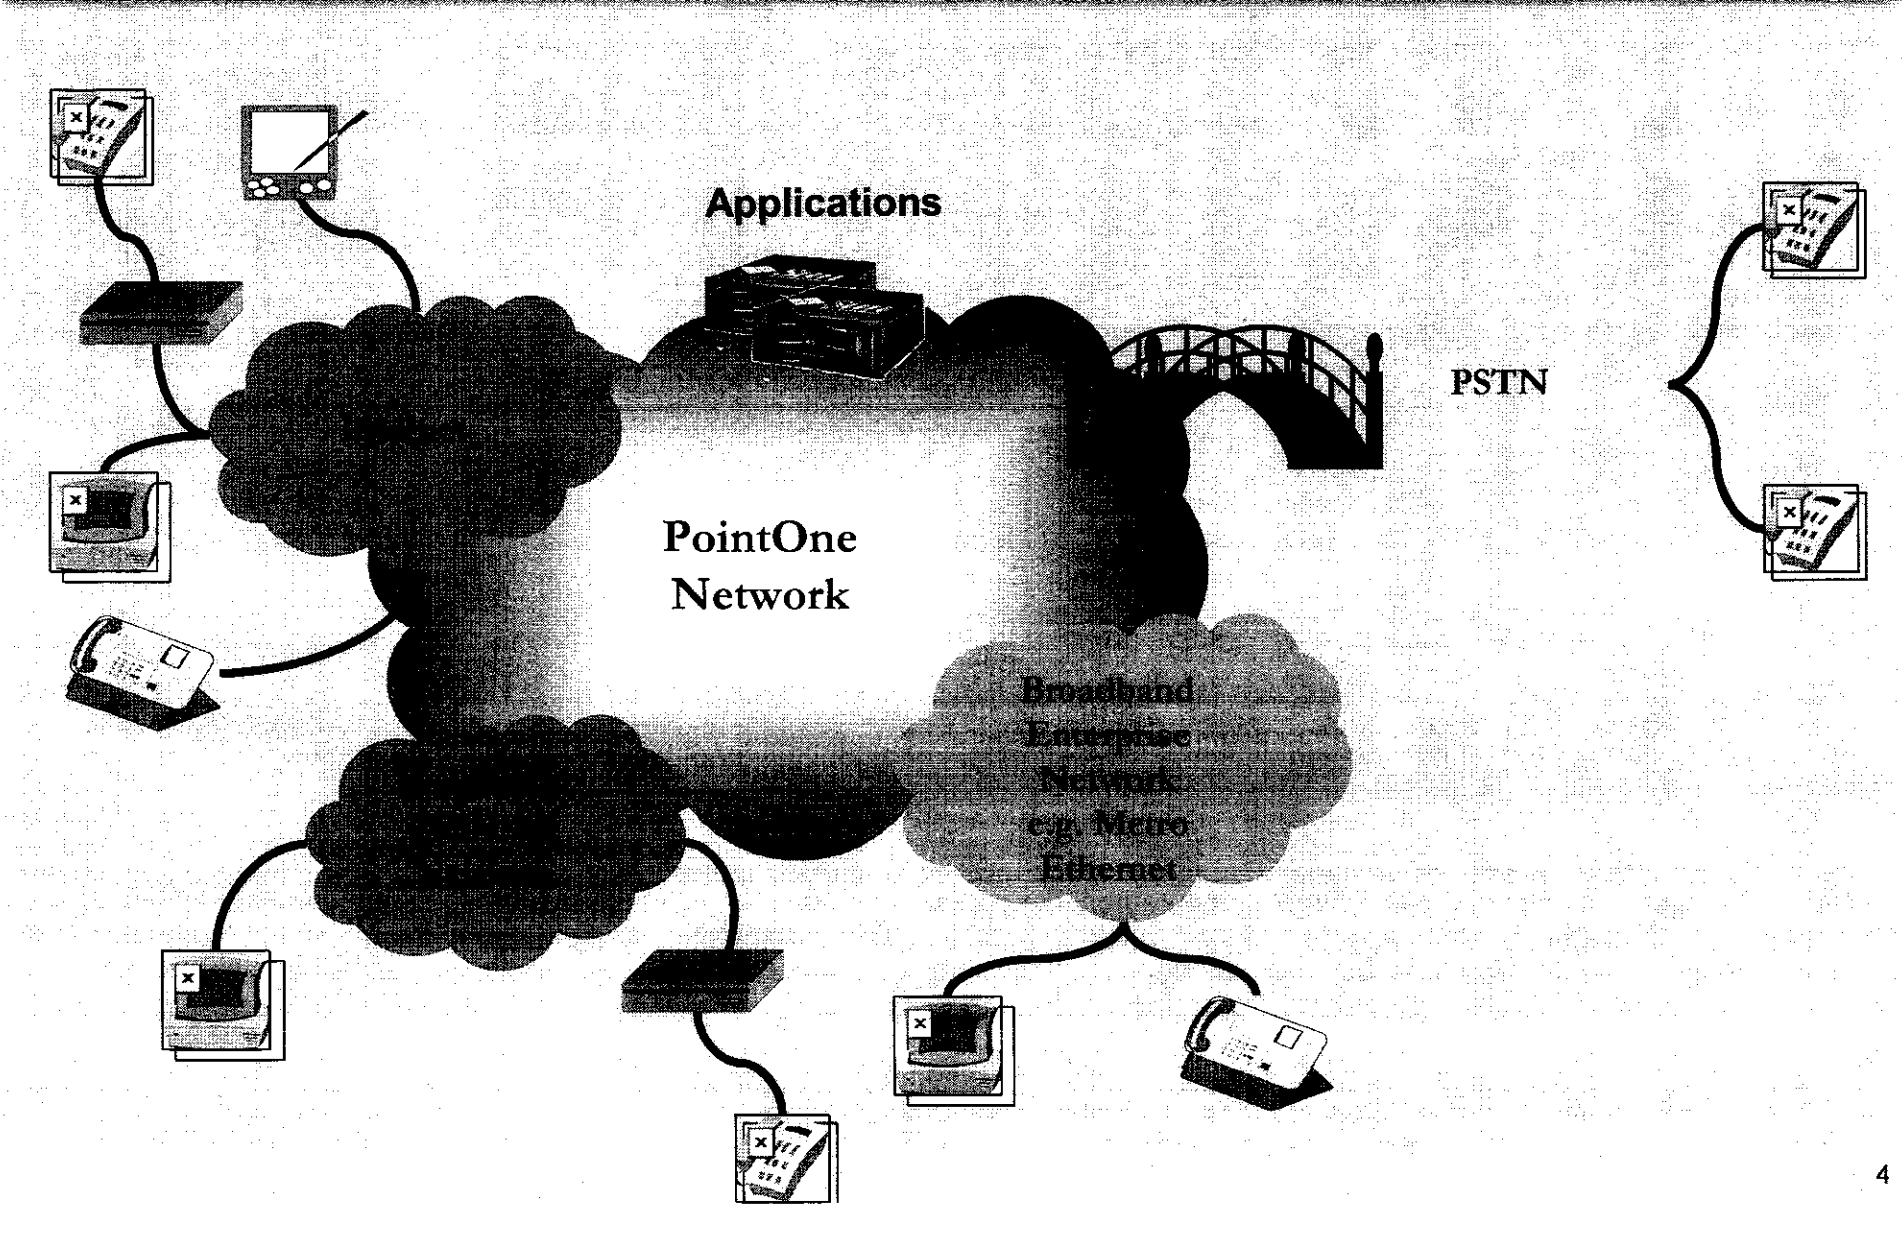 Applications
PSTN
PointOne
Network
Broadband
Enterprise
Network
e.g. Metro
Ethernet
4